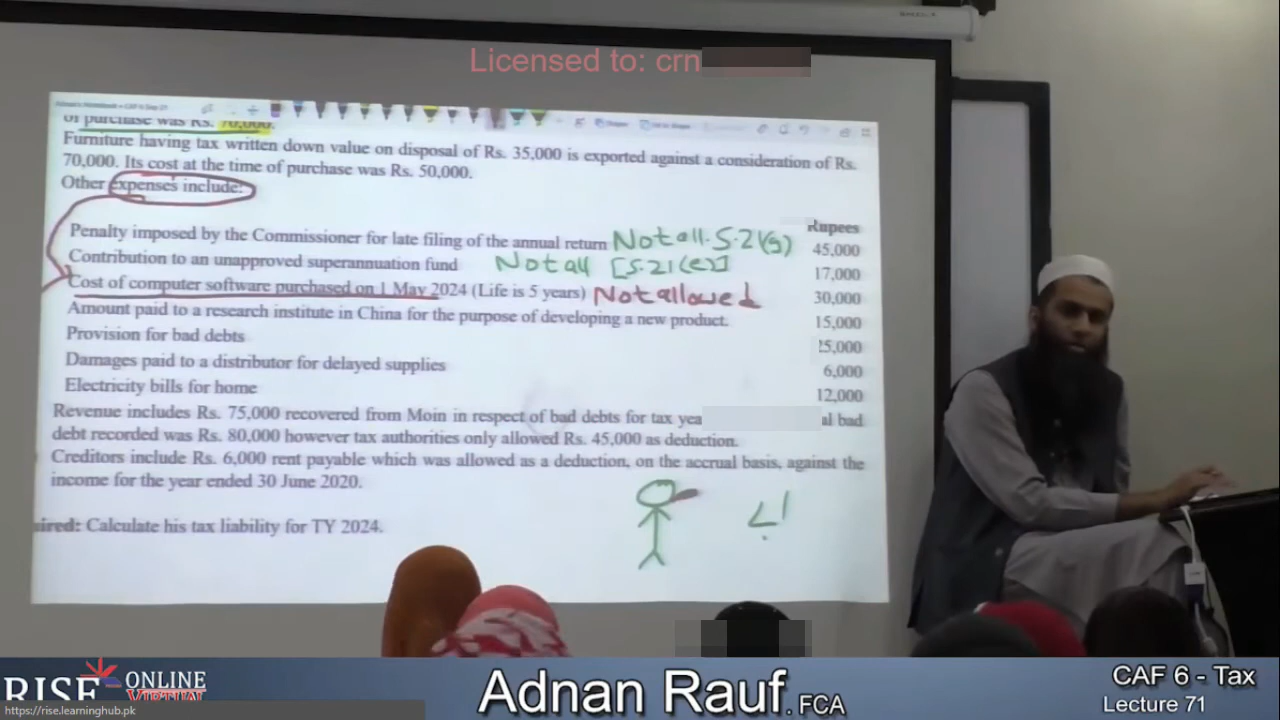 Licensed to: crn
of purchase was Rs. 70,000.
Furniture having tax written down value on disposal of Rs. 35,000 is exported against a consideration of Rs.
70,000. Its cost at the time of purchase was Rs. 50,000.
Other expenses include:
Rupees
Penalty imposed by the Commissioner for late filing of the annual return Not all. S.21(g) 45,000
Contribution to an unapproved superannuation fund Not all [S.21(e)] 17,000
Cost of computer software purchased on 1 May 2024 (Life is 5 years) Not allowed 30,000
Amount paid to a research institute in China for the purpose of developing a new product. 15,000
Provision for bad debts 25,000
Damages paid to a distributor for delayed supplies 6,000
Electricity bills for home 12,000
Revenue includes Rs. 75,000 recovered from Moin in respect of bad debts for tax yea al bad
debt recorded was Rs. 80,000 however tax authorities only allowed Rs. 45,000 as deduction.
Creditors include Rs. 6,000 rent payable which was allowed as a deduction, on the accrual basis, against the
income for the year ended 30 June 2020.
uired: Calculate his tax liability for TY 2024.
RISE ONLINE
VIRTUAL
https://rise.learninghub.pk
Adnan Rauf. FCA
CAF 6 - Tax
Lecture 71